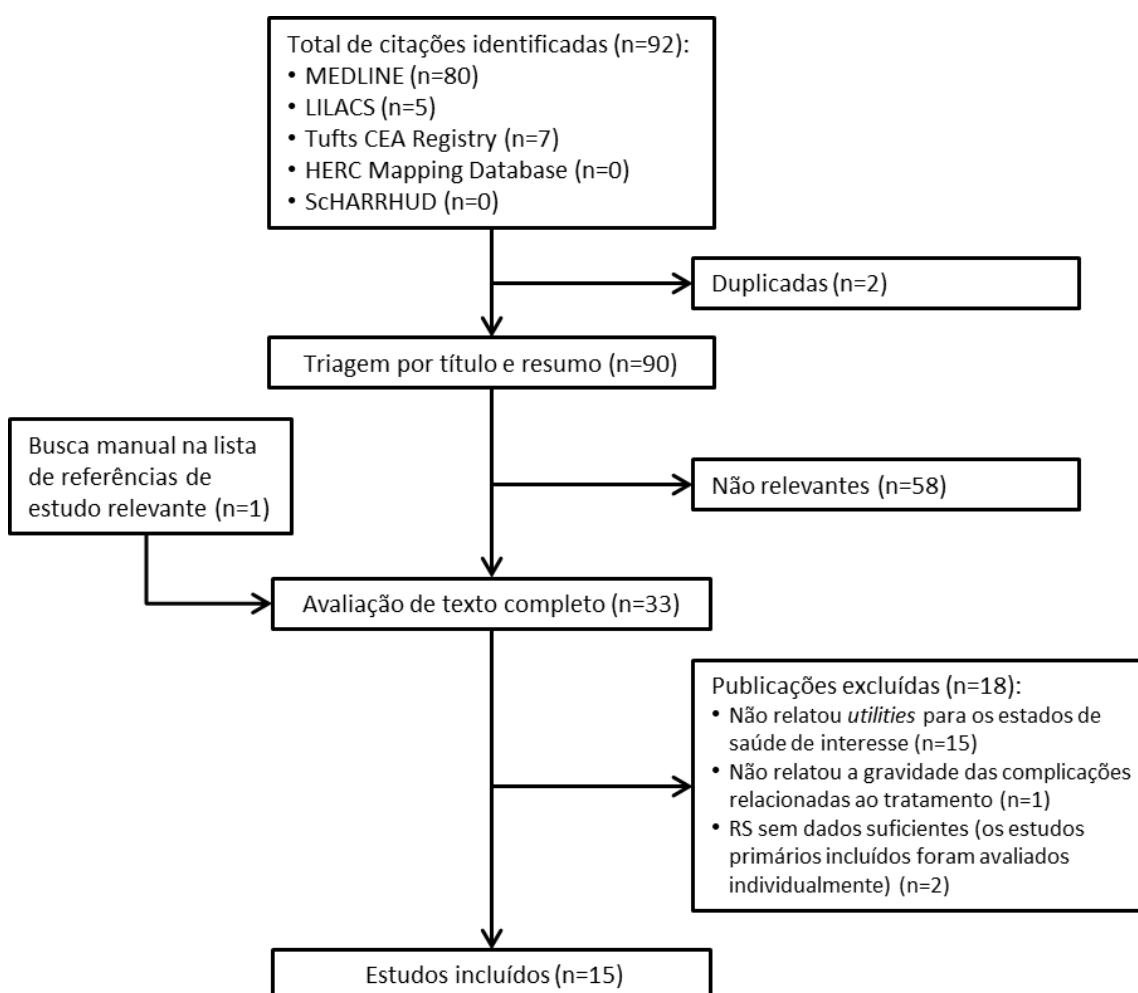 Total de citações identificadas (n=92):
• MEDLINE (n=80)
• LILACS (n=5)
• Tufts CEA Registry (n=7)
• HERC Mapping Database (n=0)
• ScHARRHUD (n=0)
Duplicadas (n=2)
Triagem por título e resumo (n=90)
Busca manual na lista
de referências de
estudo relevante (n=1)
Não relevantes (n=58)
Avaliação de texto completo (n=33)
Publicações excluídas (n=18):
• Não relatou utilities para os estados de
saúde de interesse (n=15)
• Não relatou a gravidade das complicações
relacionadas ao tratamento (n=1)
• RS sem dados suficientes (os estudos
primários incluídos foram avaliados
individualmente) (n=2)
Estudos incluídos (n=15)